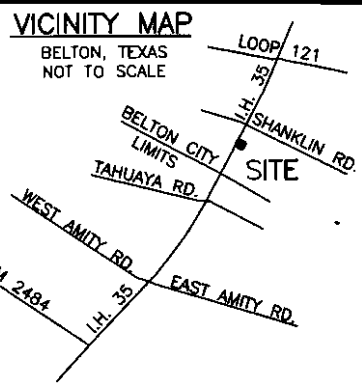 VICINITY MAP
BELTON, TEXAS
NOT TO SCALE
LOOP 121
I.H. 35
SHANKLIN RD.
BELTON CITY
LIMITS
SITE
TAHUAYA RD.
WEST AMITY RD.
EAST AMITY RD.
2484
I.H. 35